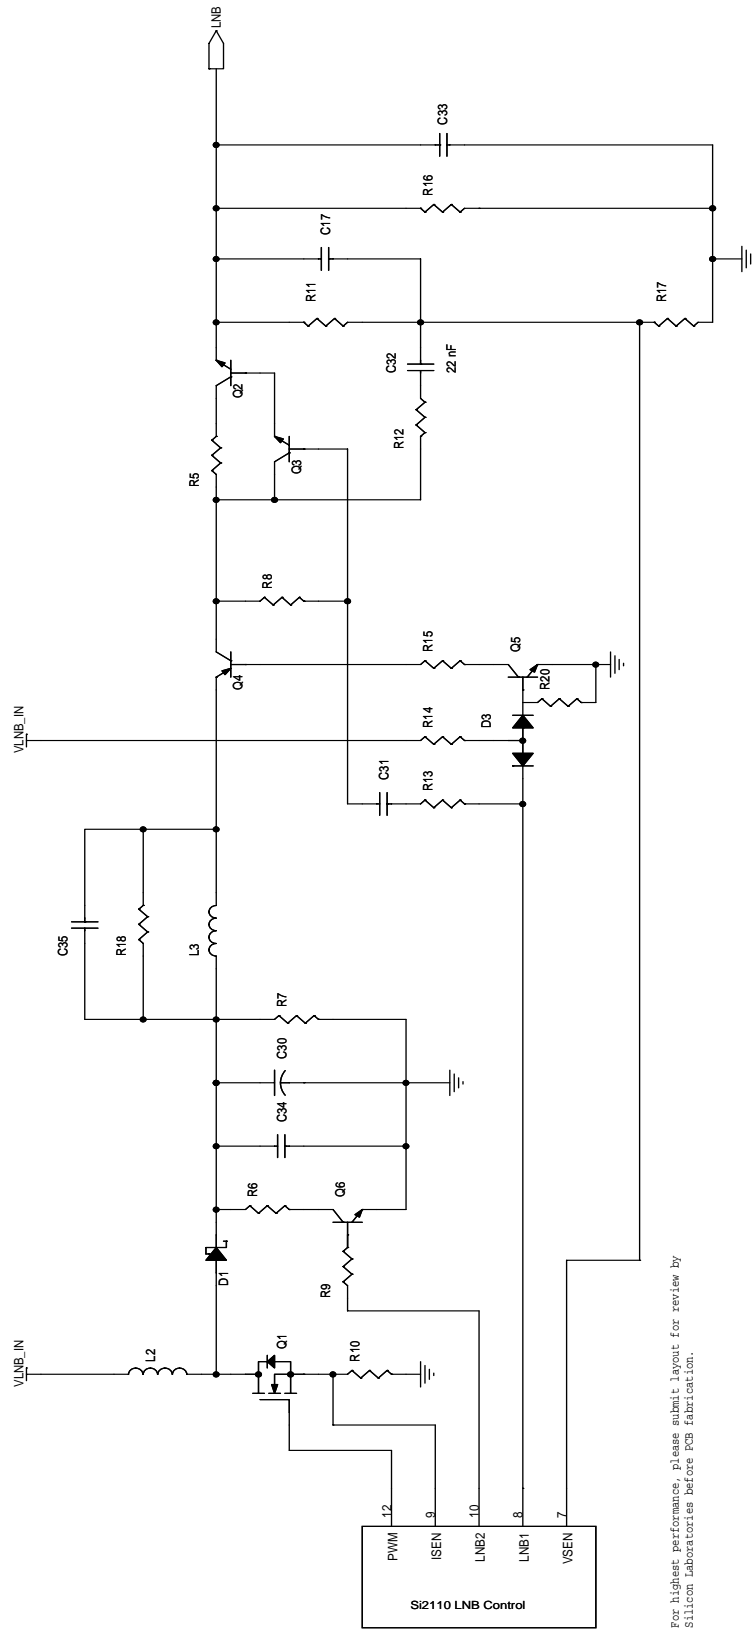 LNB
C33
R16
C17
R11
R17
C32
22 nF
Q2
R12
R5
Q3
R8
R15
Q5
Q4
R20
VLNB_IN
R14
D3
C31
R13
C35
R18
L3
R7
C30
C34
R6
Q6
D1
R9
VLNB_IN
L2
Q1
R10
PWM
12
ISEN
9
LNB2
10
LNB1
8
VSEN
7
Si2110 LNB Control
For highest performance, please submit layout for review by
Silicon Laboratories before PCB fabrication.